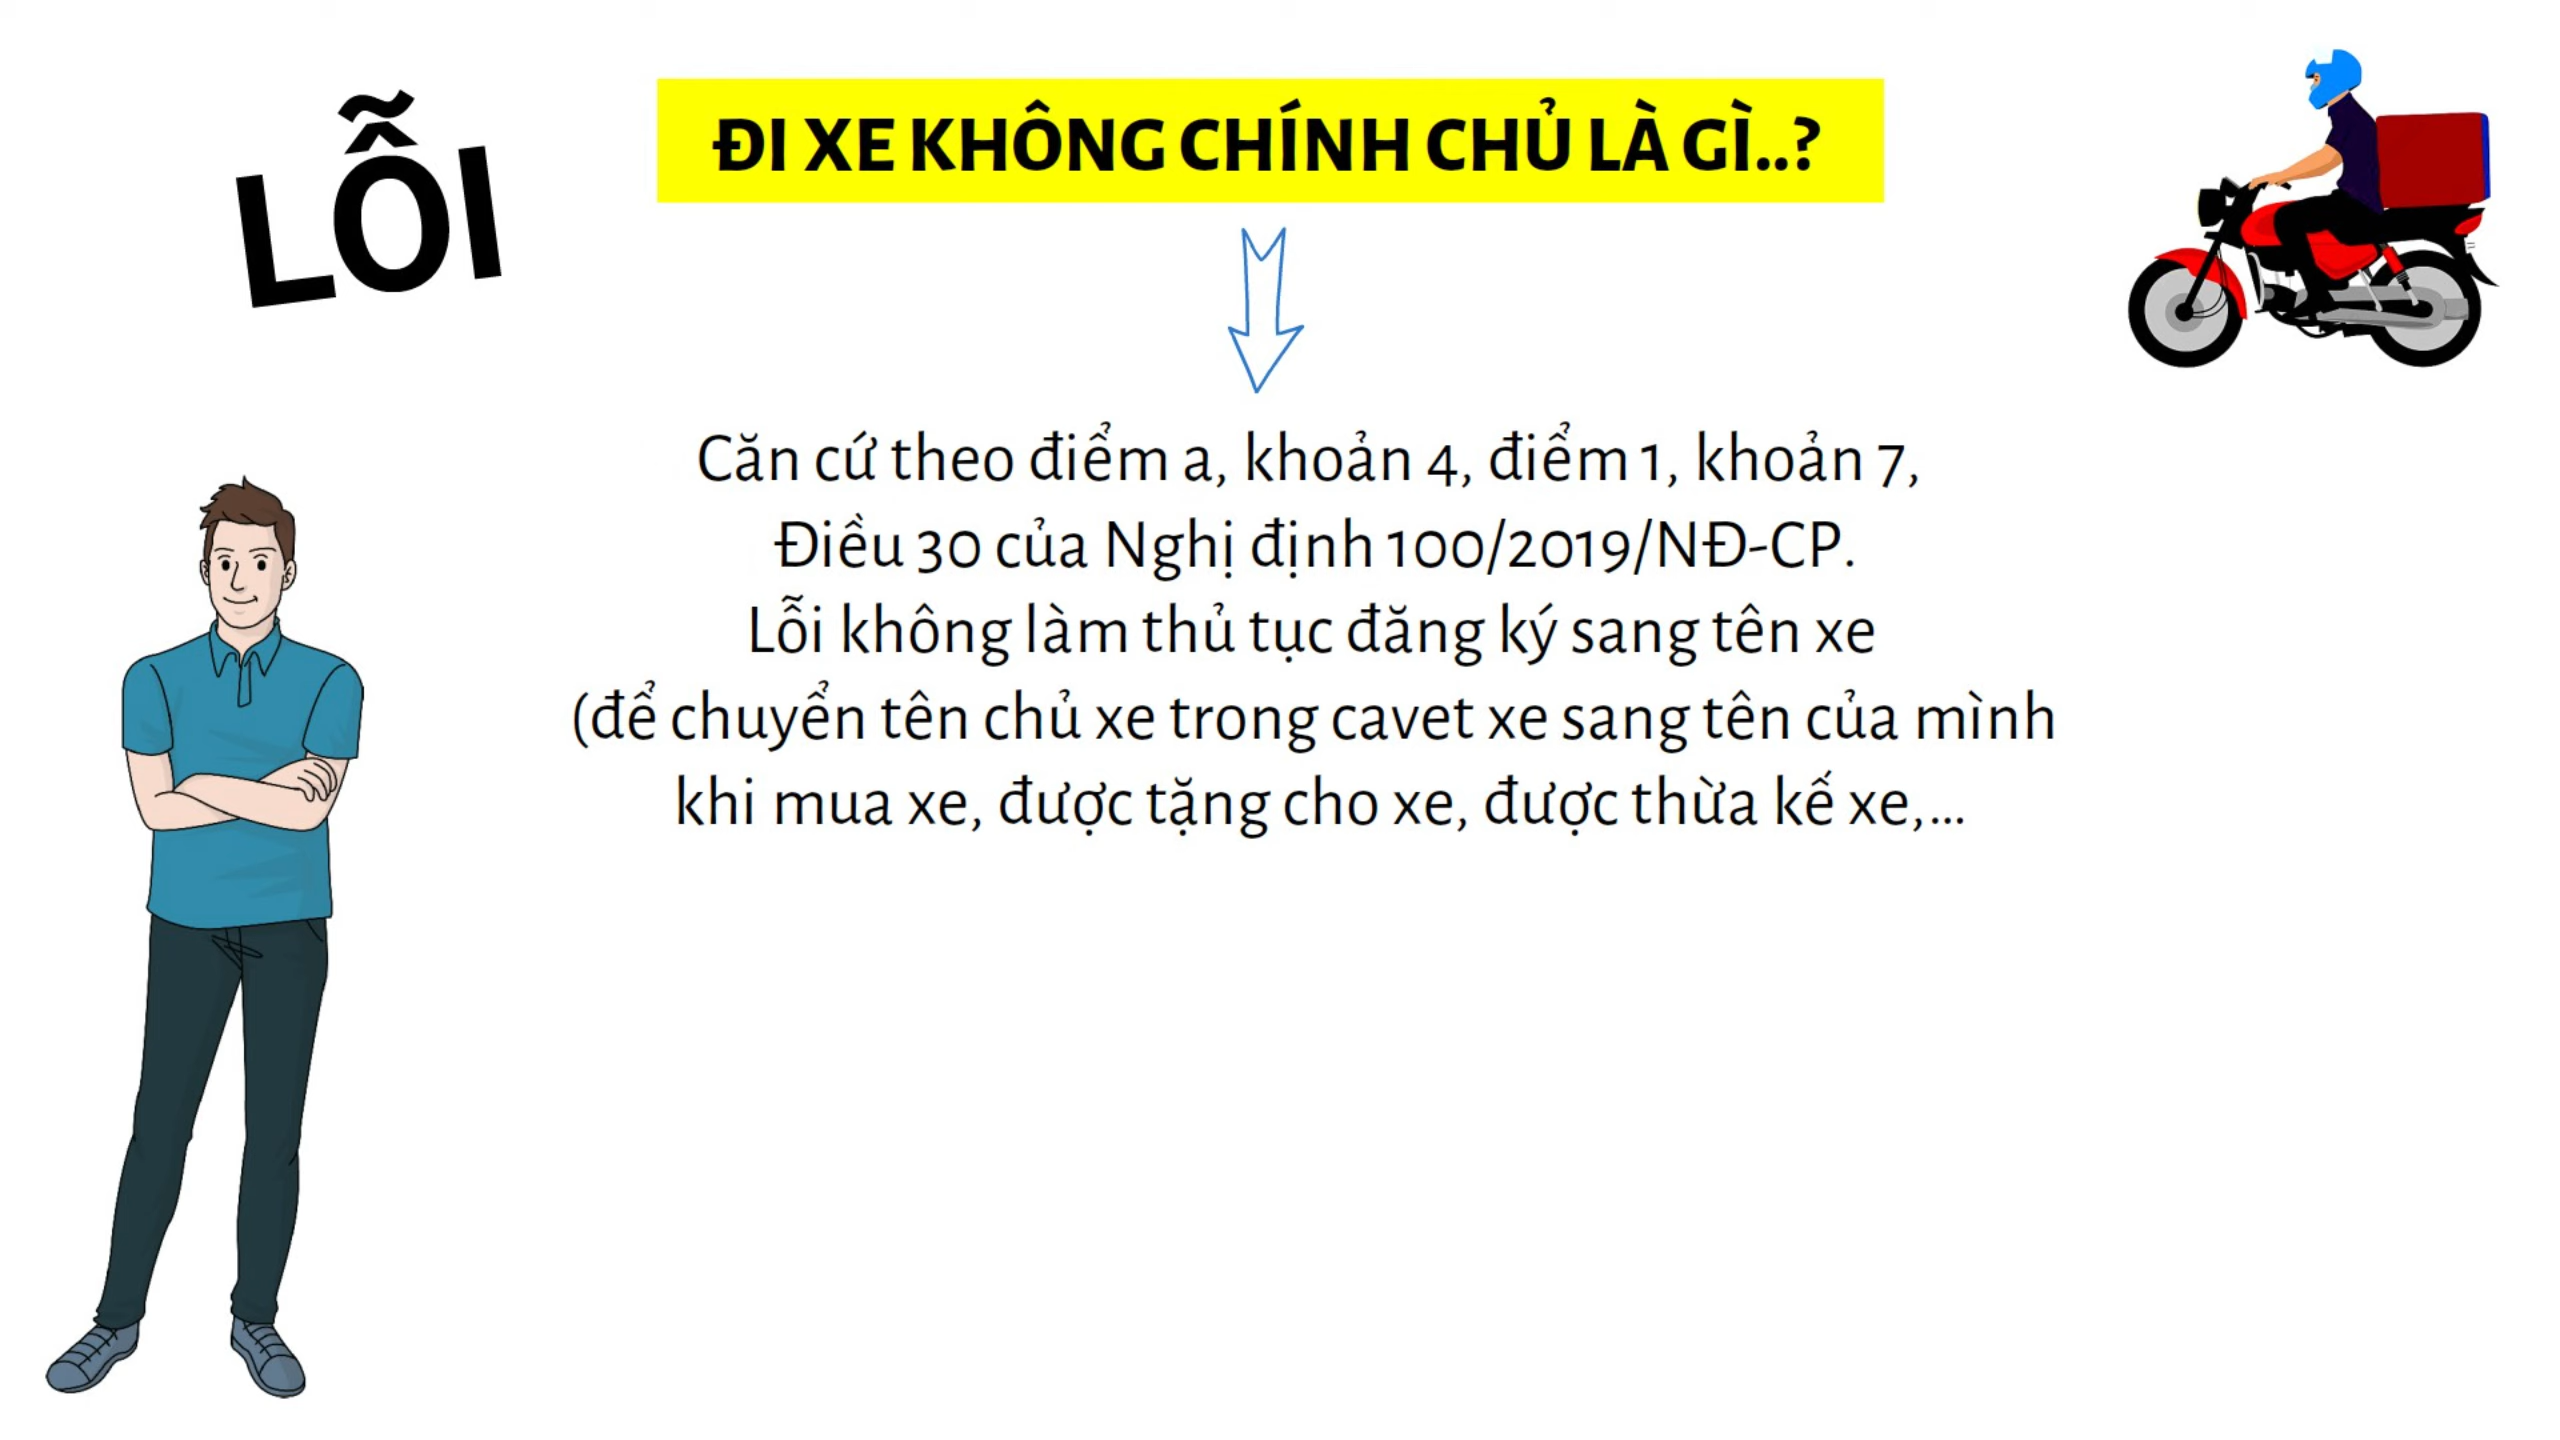 LỖI
ĐI XE KHÔNG CHÍNH CHỦ LÀ GÌ..?
Căn cứ theo điểm a, khoản 4, điểm 1, khoản 7,
Điều 30 của Nghị định 100/2019/NĐ-CP.
Lỗi không làm thủ tục đăng ký sang tên xe
(để chuyển tên chủ xe trong cavet xe sang tên của mình
khi mua xe, được tặng cho xe, được thừa kế xe,...